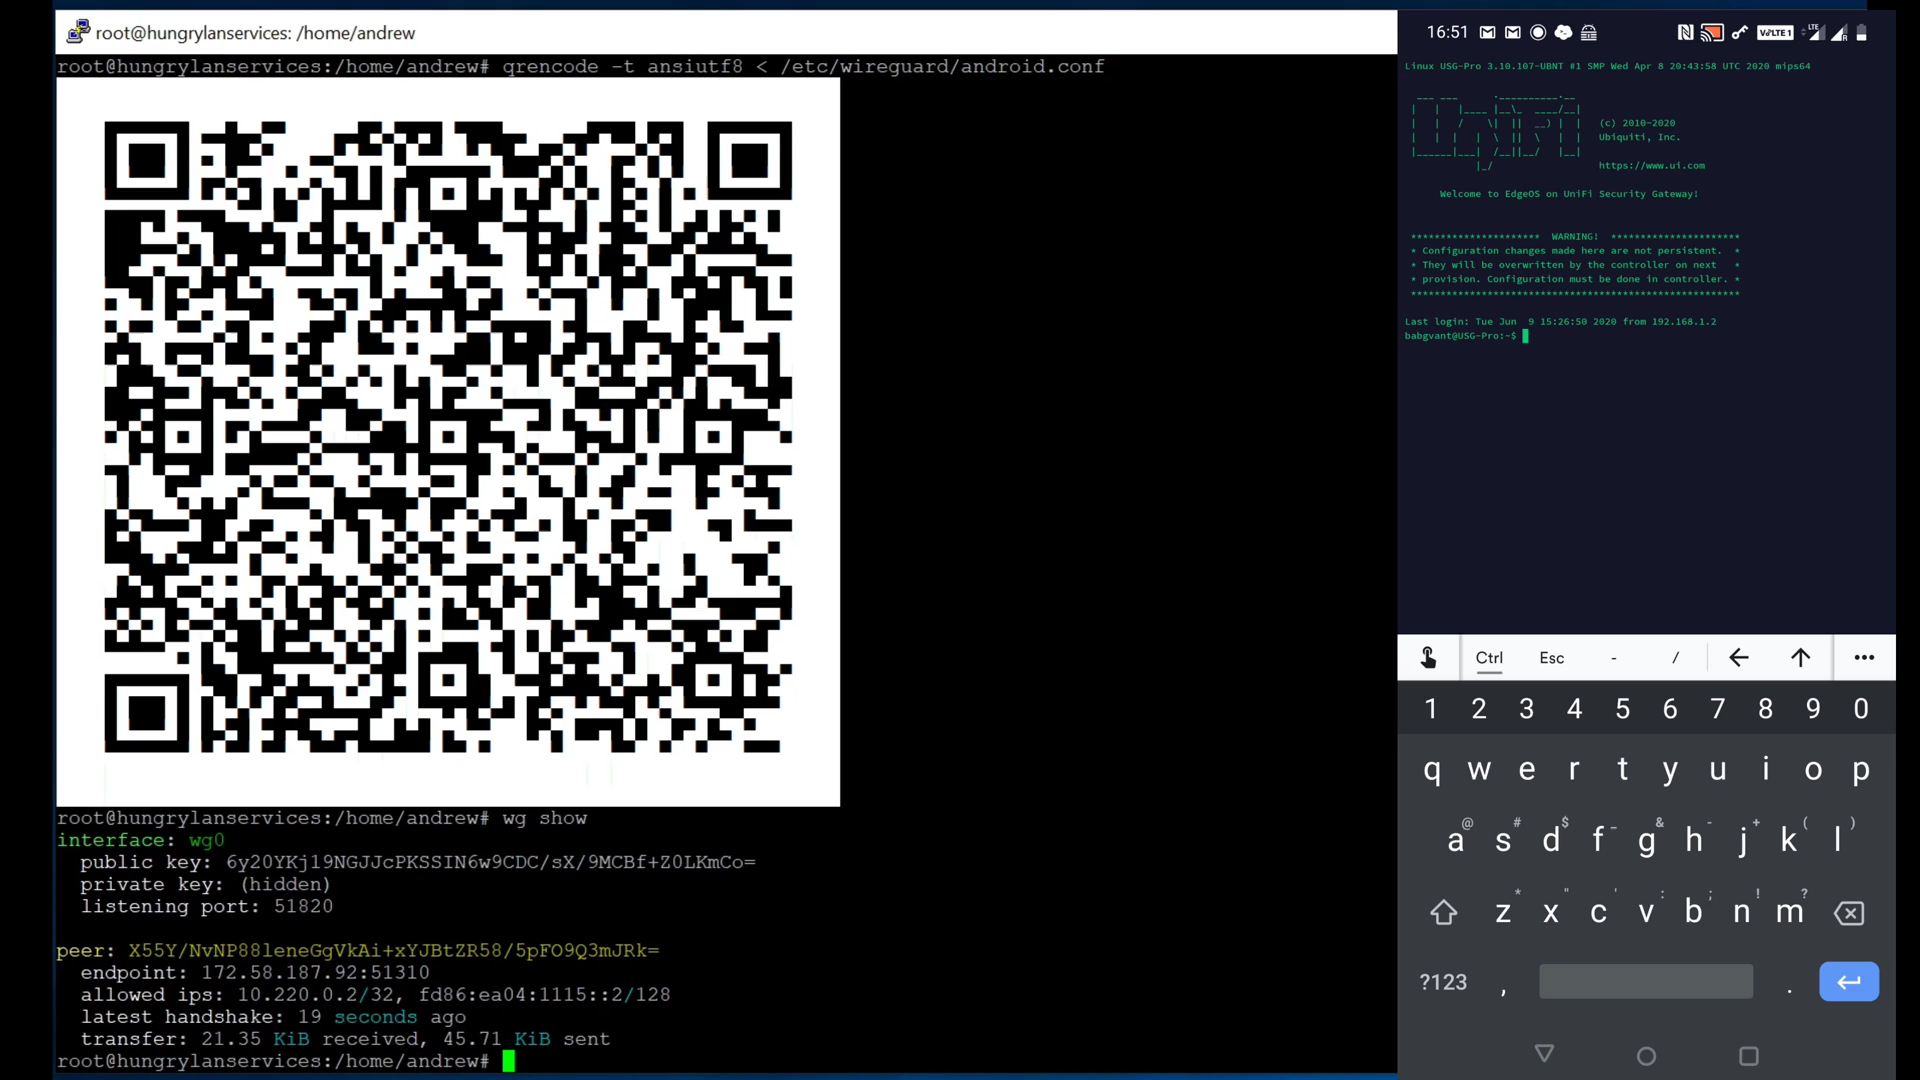 root@hungrylanservices: /home/andrew
root@hungrylanservices:/home/andrew# qrencode -t ansiutf8 < /etc/wireguard/android.conf
root@hungrylanservices:/home/andrew# wg show
interface: wg0
public key: 6y20YKj19NGJJcPKSSIN6w9CDC/sX/9MCBf+Z0LKmCo=
private key: (hidden)
listening port: 51820
peer: X55Y/NvNP88leneGgVkAi+xYJBtZR58/5pFO9Q3mJRk=
endpoint: 172.58.187.92:51310
allowed ips: 10.220.0.2/32, fd86:ea04:1115::2/128
latest handshake: 19 seconds ago
transfer: 21.35 KiB received, 45.71 KiB sent
root@hungrylanservices:/home/andrew#
16:51
VoLTE 1
LTE
R
Linux USG-Pro 3.10.107-UBNT #1 SMP Wed Apr 8 20:43:58 UTC 2020 mips64
(c) 2010-2020
Ubiquiti, Inc.
https://www.ui.com
Welcome to EdgeOS on UniFi Security Gateway!
********************** WARNING! **********************
* Configuration changes made here are not persistent. *
* They will be overwritten by the controller on next *
* provision. Configuration must be done in controller. *
********************************************************
Last login: Tue Jun  9 15:26:50 2020 from 192.168.1.2
babgvant@USG-Pro:~$
Ctrl Esc - / ← ↑ •••
1 2 3 4 5 6 7 8 9 0
q w e r t y u i o p
@ # $ _ & - + ( )
a s d f g h j k l
* " ' : ; ! ?
z x c v b n m
?123 , .